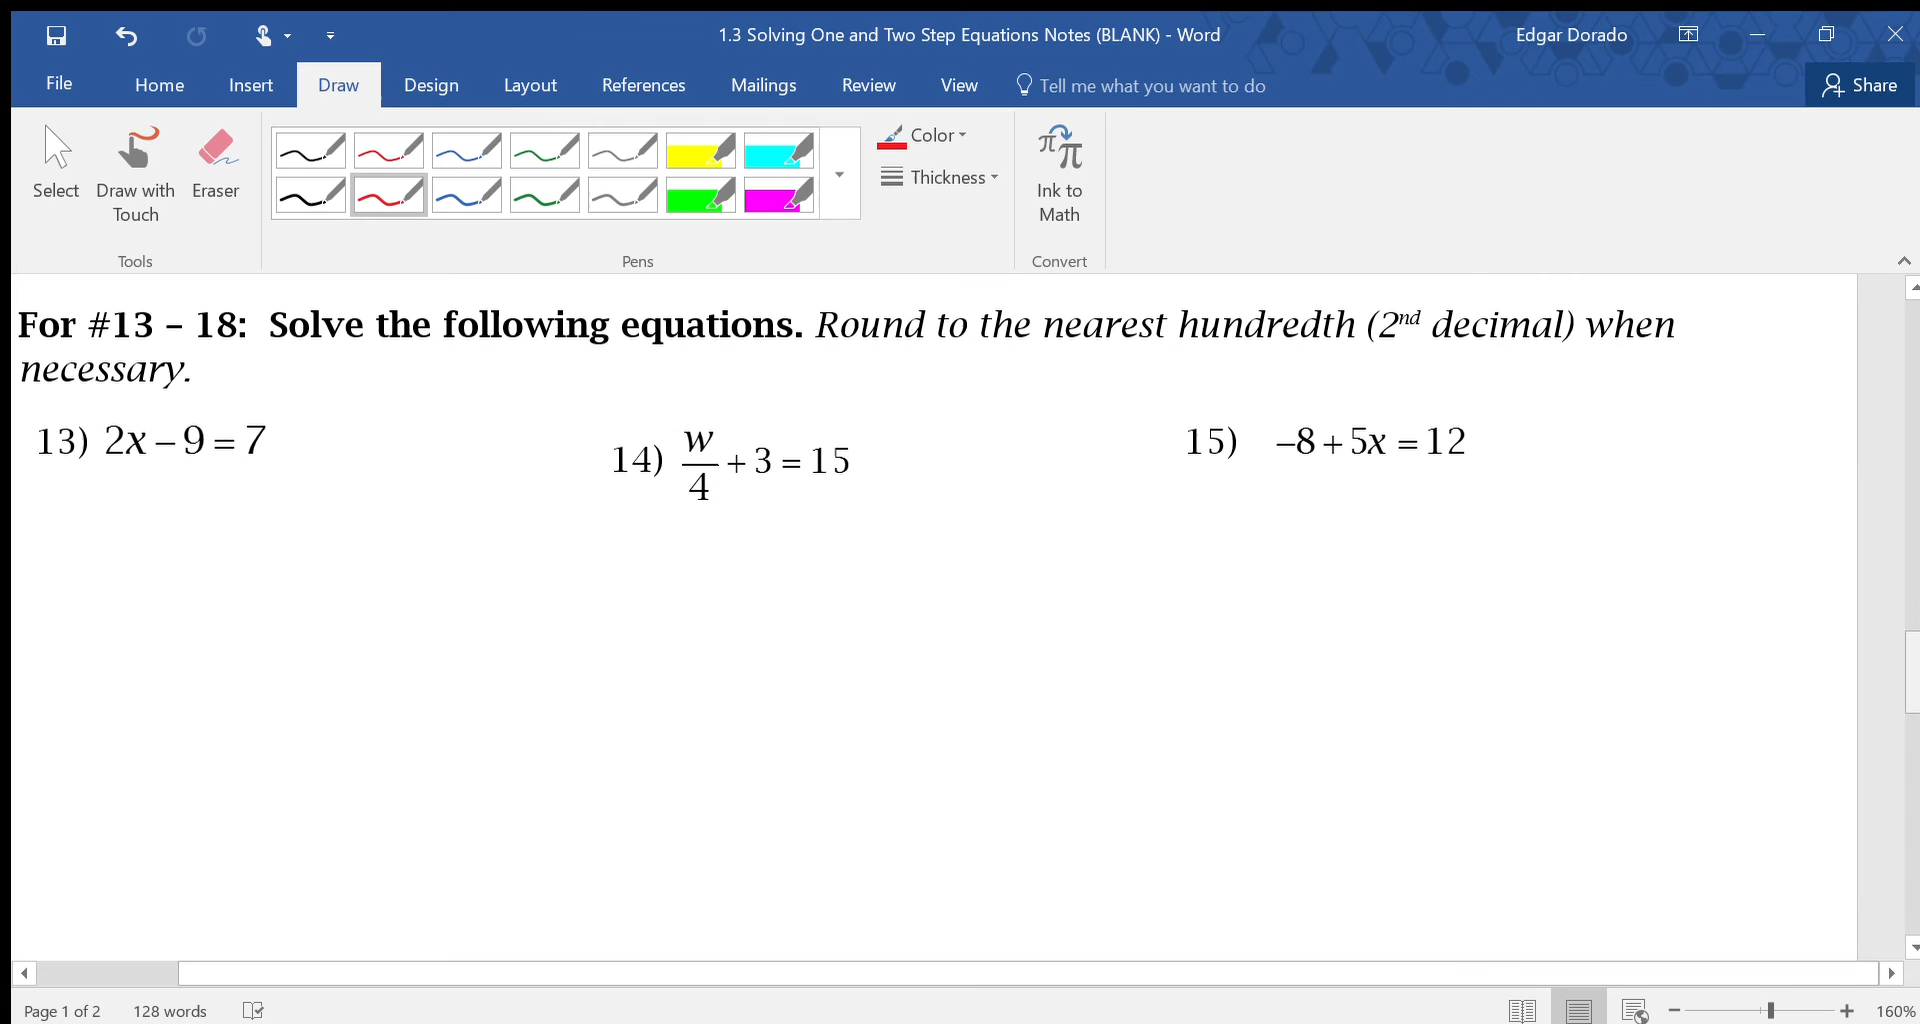 1.3 Solving One and Two Step Equations Notes (BLANK) - Word
Edgar Dorado
File Home Insert Draw Design Layout References Mailings Review View Tell me what you want to do Share
Select
Draw with Touch
Eraser
Tools
Pens
Color
Thickness
Ink to Math
Convert
For #13 – 18: Solve the following equations. Round to the nearest hundredth (2nd decimal) when
necessary.
13) 2x – 9 = 7
14) w/4 + 3 = 15
15) –8 + 5x = 12
Page 1 of 2 128 words 160%